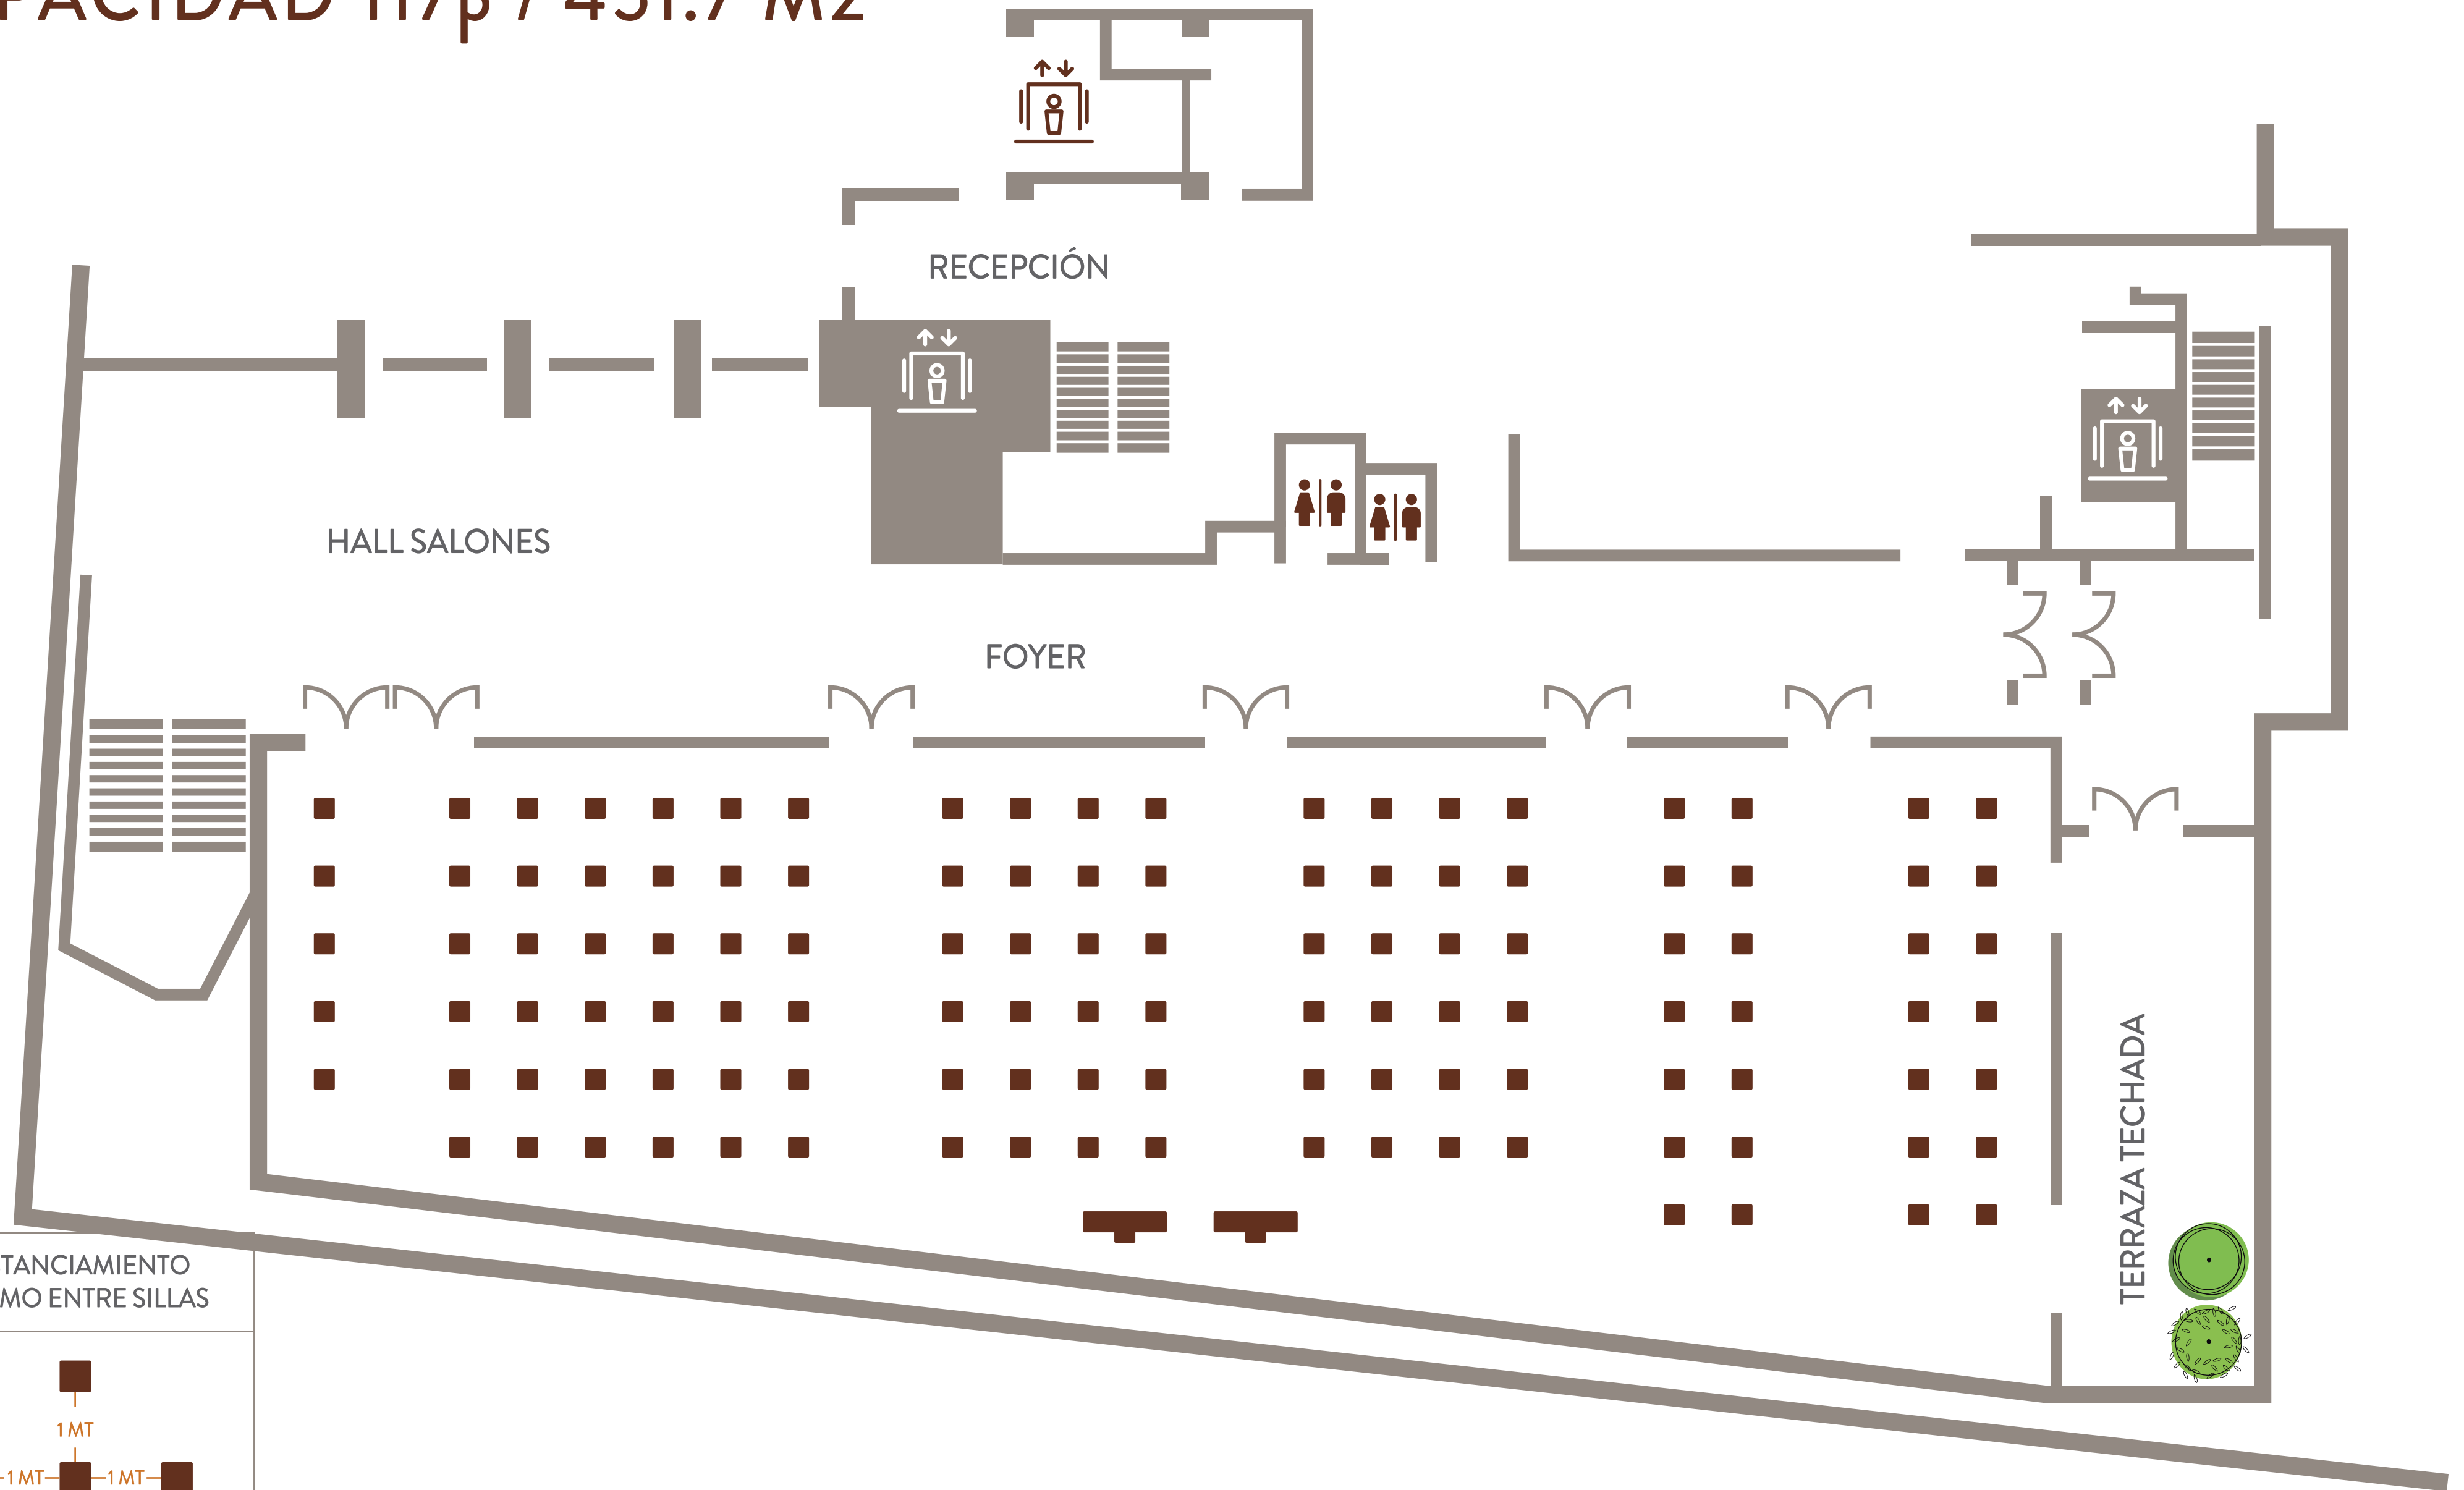 RECEPCIÓN
HALL SALONES
FOYER
TERRAZA TECHADA
TANCIAMIENTO
MO ENTRE SILLAS
1 MT
1 MT
1 MT